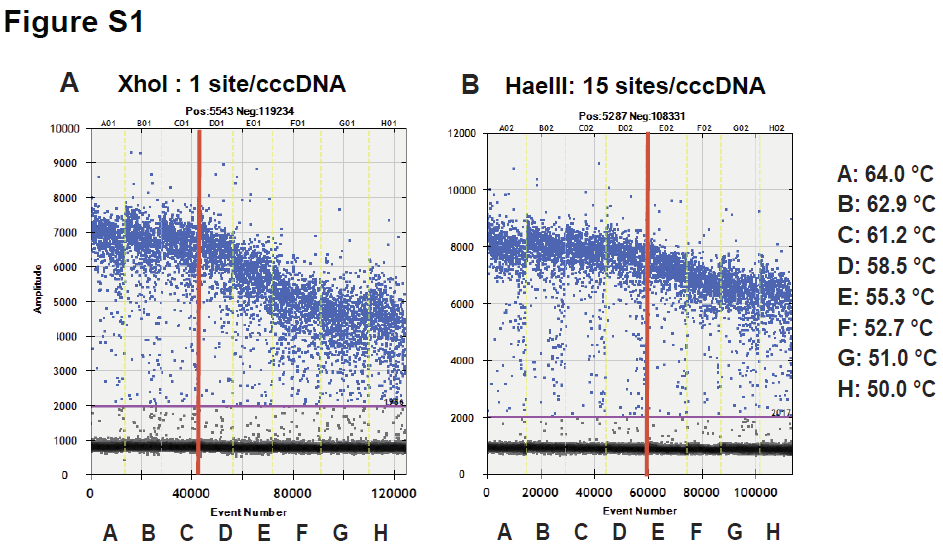 Figure S1
A XhoI : 1 site/cccDNA
Pos:5543 Neg:119234
A01 B01 C01 D01 E01 F01 G01 H01
10000
9000
8000
7000
6000
5000
4000
3000
2000
1000
0
Amplitude
1986
0 40000 80000 120000
Event Number
A B C D E F G H
B HaeIII: 15 sites/cccDNA
Pos:5287 Neg:108331
A02 B02 C02 D02 E02 F02 G02 H02
12000
10000
8000
6000
4000
2000
0
2017
0 20000 40000 60000 80000 100000
Event Number
A B C D E F G H
A: 64.0 °C
B: 62.9 °C
C: 61.2 °C
D: 58.5 °C
E: 55.3 °C
F: 52.7 °C
G: 51.0 °C
H: 50.0 °C